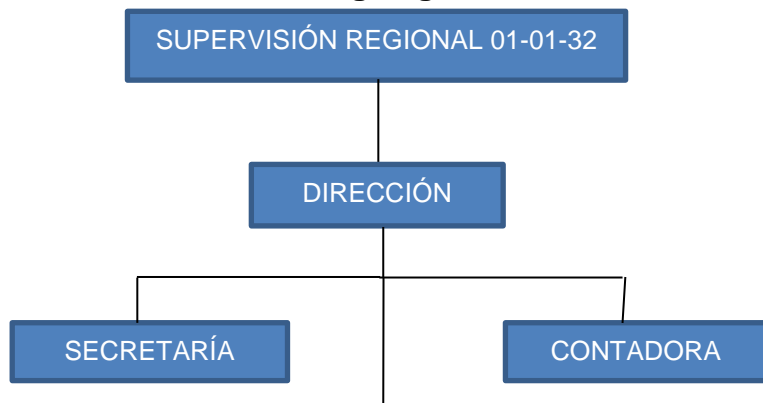 SUPERVISIÓN REGIONAL 01-01-32
DIRECCIÓN
SECRETARÍA
CONTADORA